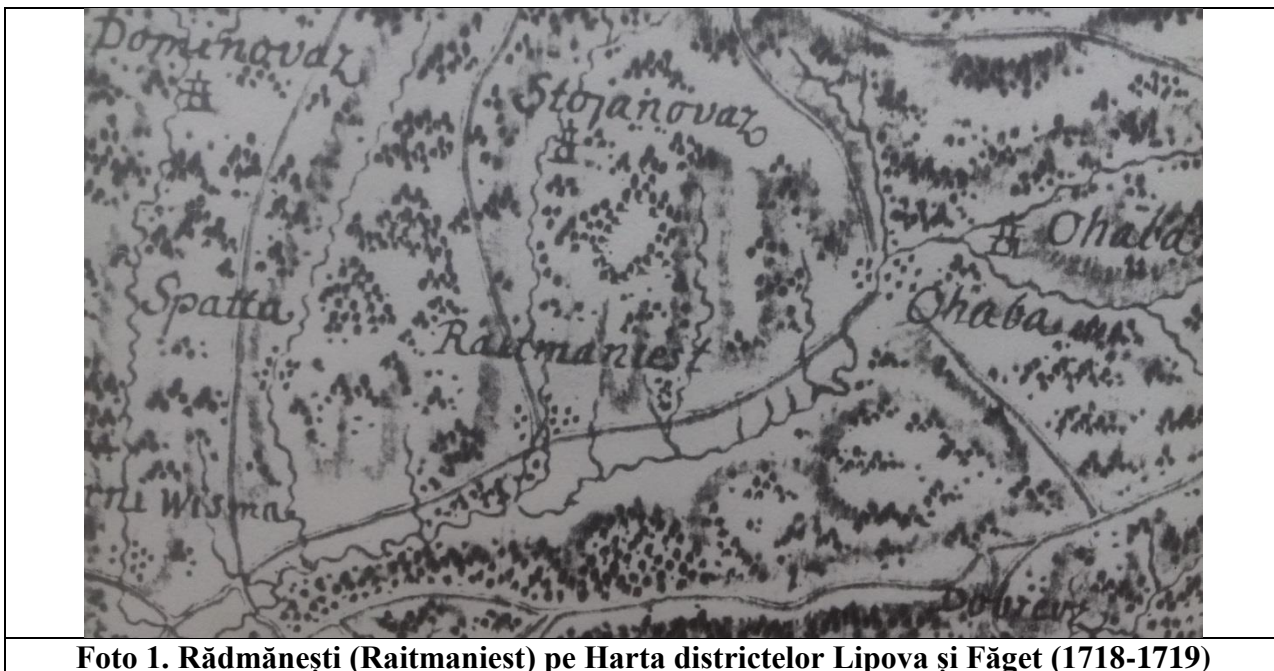 Dominovaz
Stojanovaz
Ohaba
Spatta
Ohaba
Raitmaniest
Wisma
Foto 1. Rădmănești (Raitmaniest) pe Harta districtelor Lipova și Făget (1718-1719)